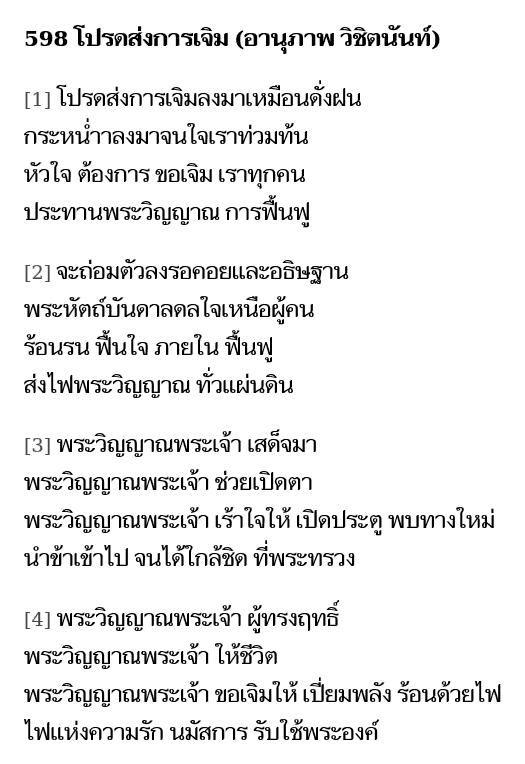 598 โปรดส่งการเจิม (อานุภาพ วิชิตนันท์)
[1] โปรดส่งการเจิมลงมาเหมือนดั่งฝน
กระหน่ำาลงมาจนใจเราท่วมท้น
หัวใจ ต้องการ ขอเจิม เราทุกคน
ประทานพระวิญญาณ การฟื้นฟู
[2] จะถ่อมตัวลงรอคอยและอธิษฐาน
พระหัตถ์บันดาลดลใจเหนือผู้คน
ร้อนรน ฟื้นใจ ภายใน ฟื้นฟู
ส่งไฟพระวิญญาณ ทั่วแผ่นดิน
[3] พระวิญญาณพระเจ้า เสด็จมา
พระวิญญาณพระเจ้า ช่วยเปิดตา
พระวิญญาณพระเจ้า เร้าใจให้ เปิดประตู พบทางใหม่
นำข้าเข้าไป จนได้ใกล้ชิด ที่พระทรวง
[4] พระวิญญาณพระเจ้า ผู้ทรงฤทธิ์
พระวิญญาณพระเจ้า ให้ชีวิต
พระวิญญาณพระเจ้า ขอเจิมให้ เปี่ยมพลัง ร้อนด้วยไฟ
ไฟแห่งความรัก นมัสการ รับใช้พระองค์